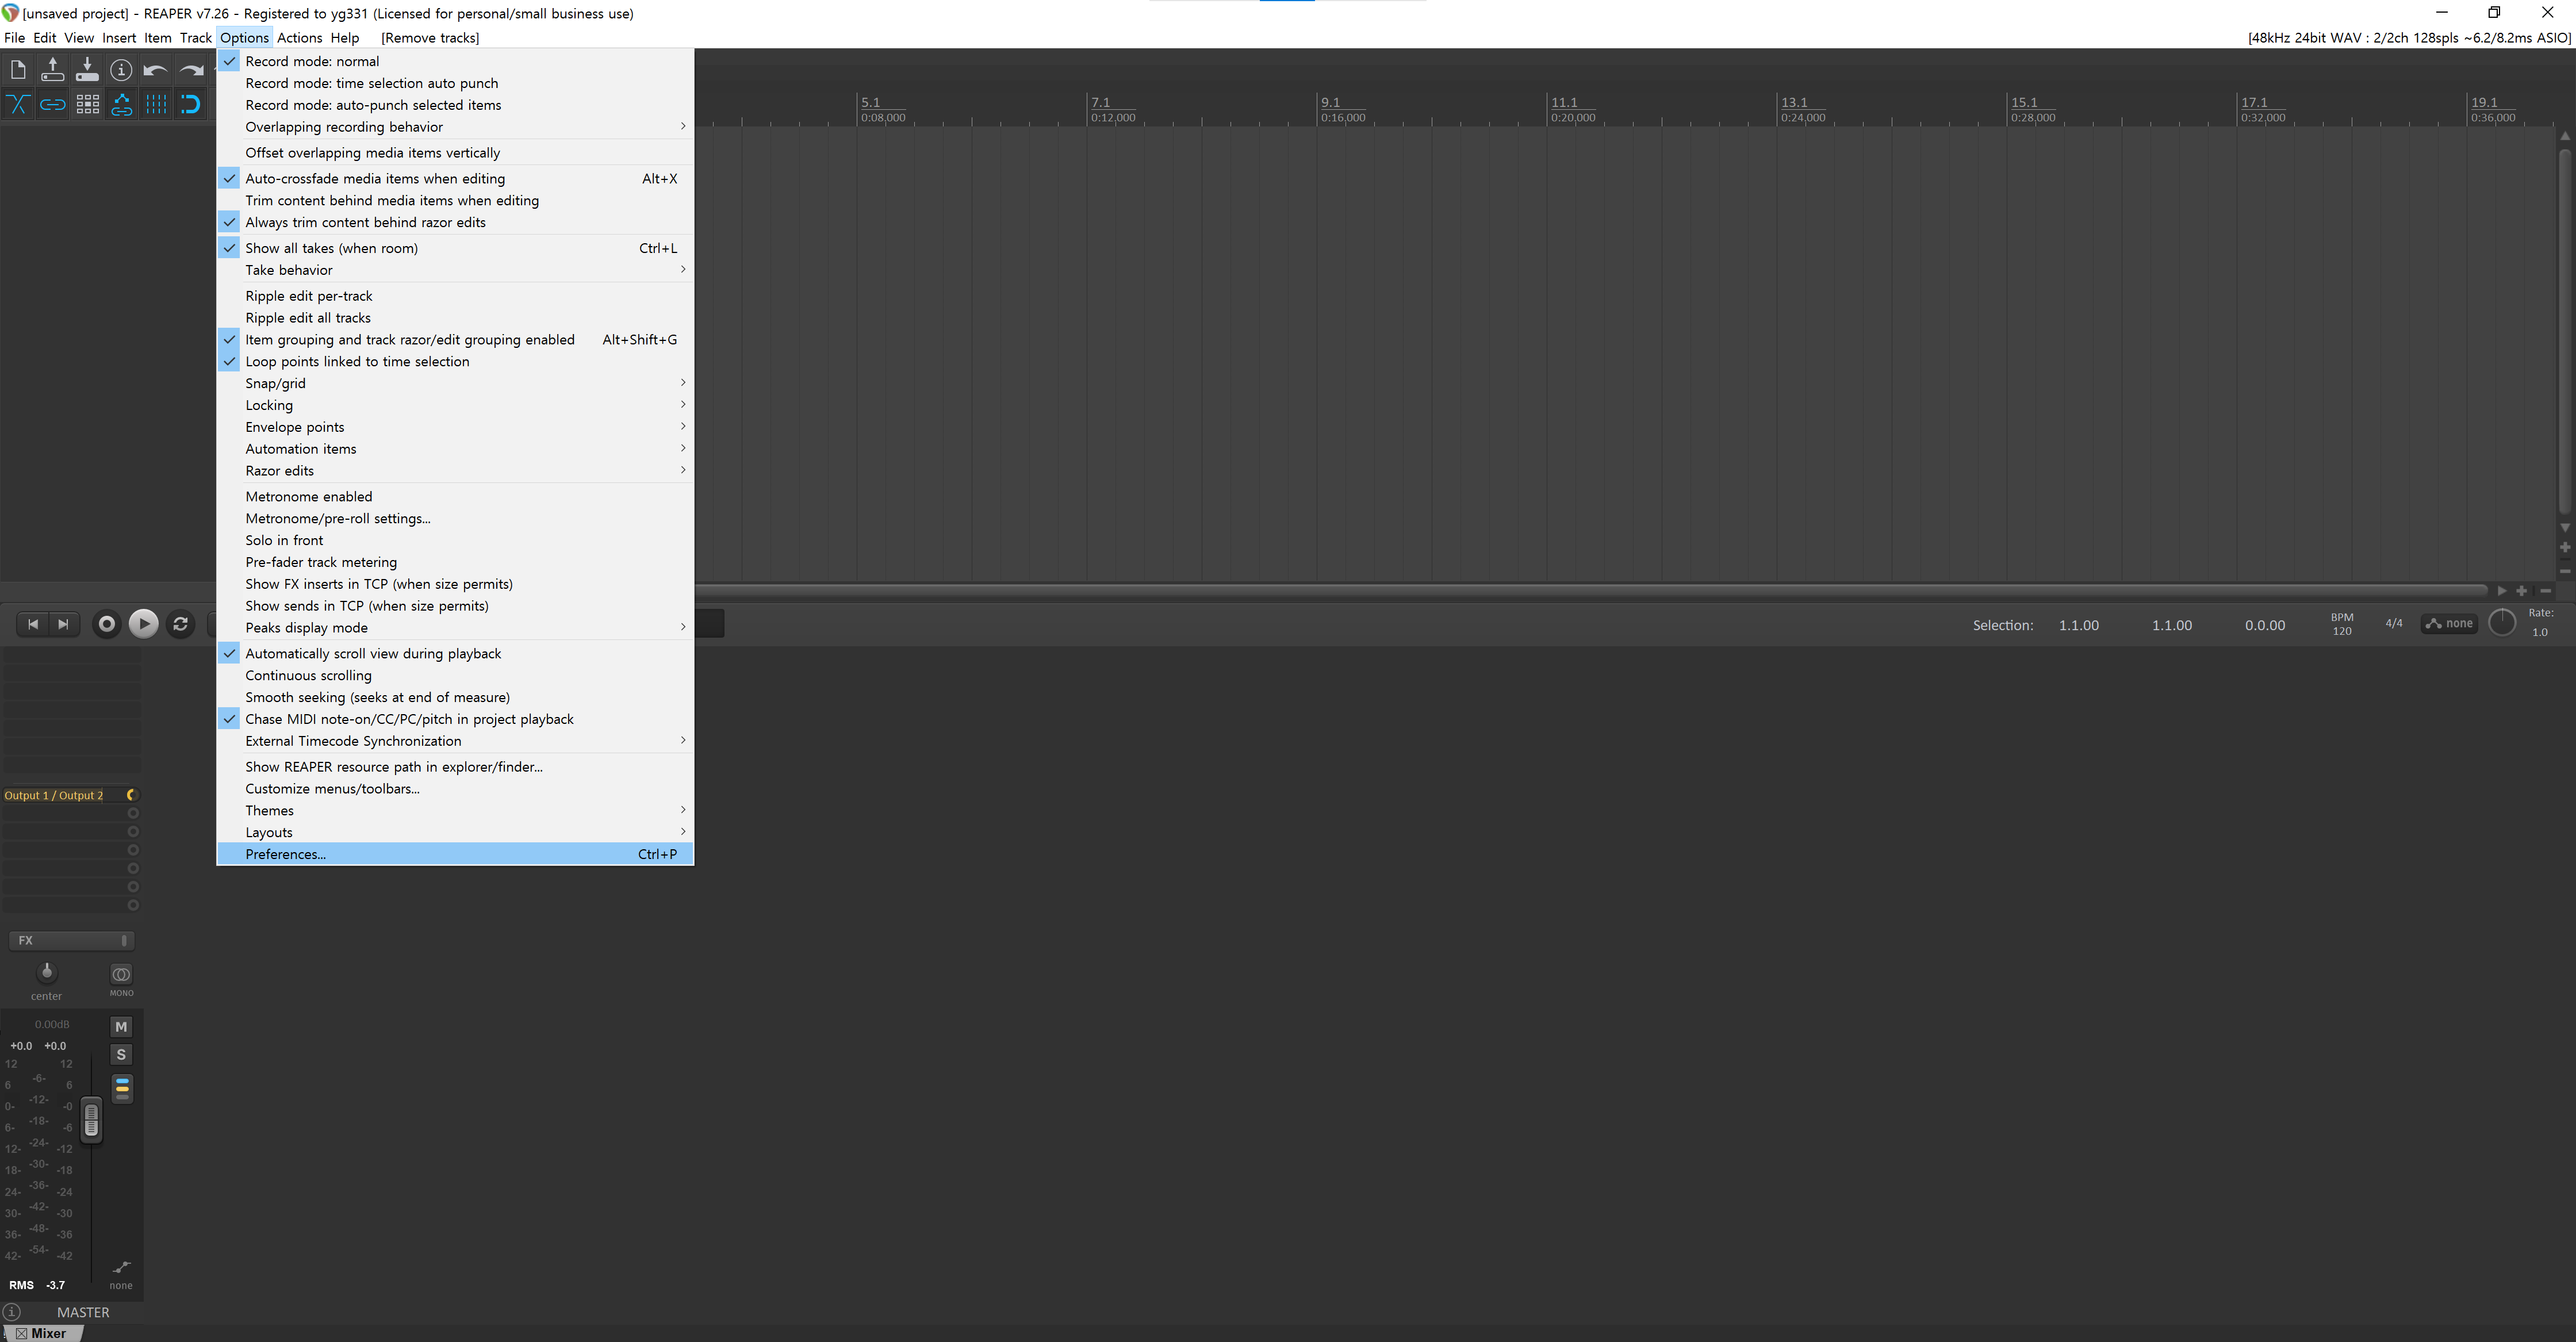 [unsaved project] - REAPER v7.26 - Registered to yg331 (Licensed for personal/small business use)
File Edit View Insert Item Track Options Actions Help [Remove tracks]
[48kHz 24bit WAV : 2/2ch 128spls ~6.2/8.2ms ASIO]
Record mode: normal
Record mode: time selection auto punch
Record mode: auto-punch selected items
Overlapping recording behavior
Offset overlapping media items vertically
Auto-crossfade media items when editing Alt+X
Trim content behind media items when editing
Always trim content behind razor edits
Show all takes (when room) Ctrl+L
Take behavior
Ripple edit per-track
Ripple edit all tracks
Item grouping and track razor/edit grouping enabled Alt+Shift+G
Loop points linked to time selection
Snap/grid
Locking
Envelope points
Automation items
Razor edits
Metronome enabled
Metronome/pre-roll settings...
Solo in front
Pre-fader track metering
Show FX inserts in TCP (when size permits)
Show sends in TCP (when size permits)
Peaks display mode
Automatically scroll view during playback
Continuous scrolling
Smooth seeking (seeks at end of measure)
Chase MIDI note-on/CC/PC/pitch in project playback
External Timecode Synchronization
Show REAPER resource path in explorer/finder...
Customize menus/toolbars...
Themes
Layouts
Preferences... Ctrl+P
5.1 7.1 9.1 11.1 13.1 15.1 17.1 19.1
0:08,000 0:12,000 0:16,000 0:20,000 0:24,000 0:28,000 0:32,000 0:36,000
Selection: 1.1.00 1.1.00 0.0.00
BPM
120
4/4
none
Rate:
1.0
Output 1 / Output 2
FX
center
MONO
0.00dB
M
+0.0 +0.0
S
12 12
6 -6- 6
0- -12- -0
6- -18- -6
12- -24- -12
18- -30- -18
24- -36- -24
30- -42- -30
36- -48- -36
42- -54- -42
RMS -3.7
none
MASTER
Mixer